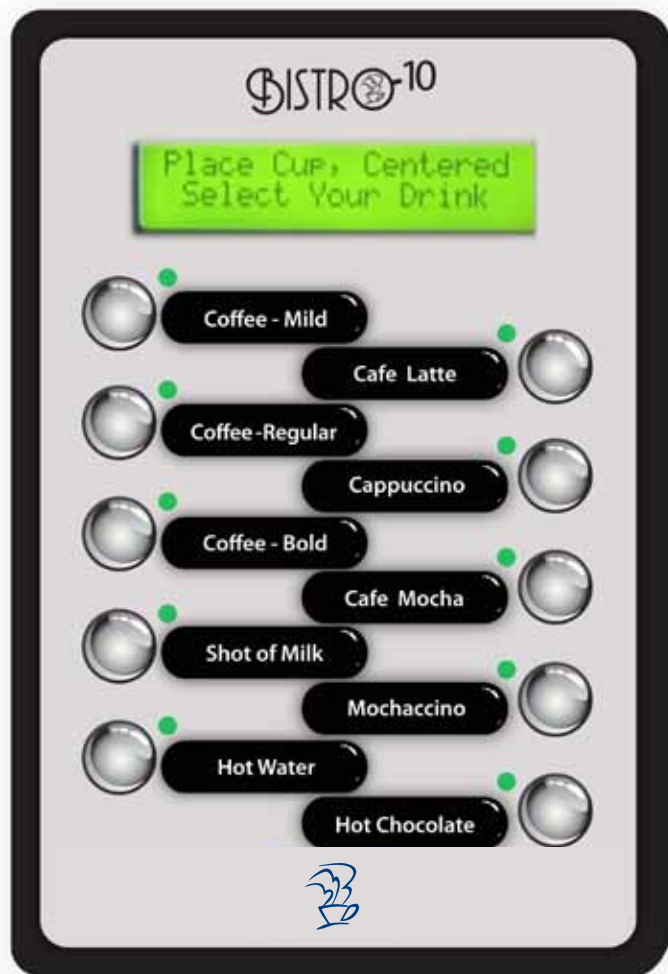 BISTRO-10
Place Cup, Centered
Select Your Drink
Coffee - Mild
Cafe Latte
Coffee-Regular
Cappuccino
Coffee - Bold
Cafe Mocha
Shot of Milk
Mochaccino
Hot Water
Hot Chocolate